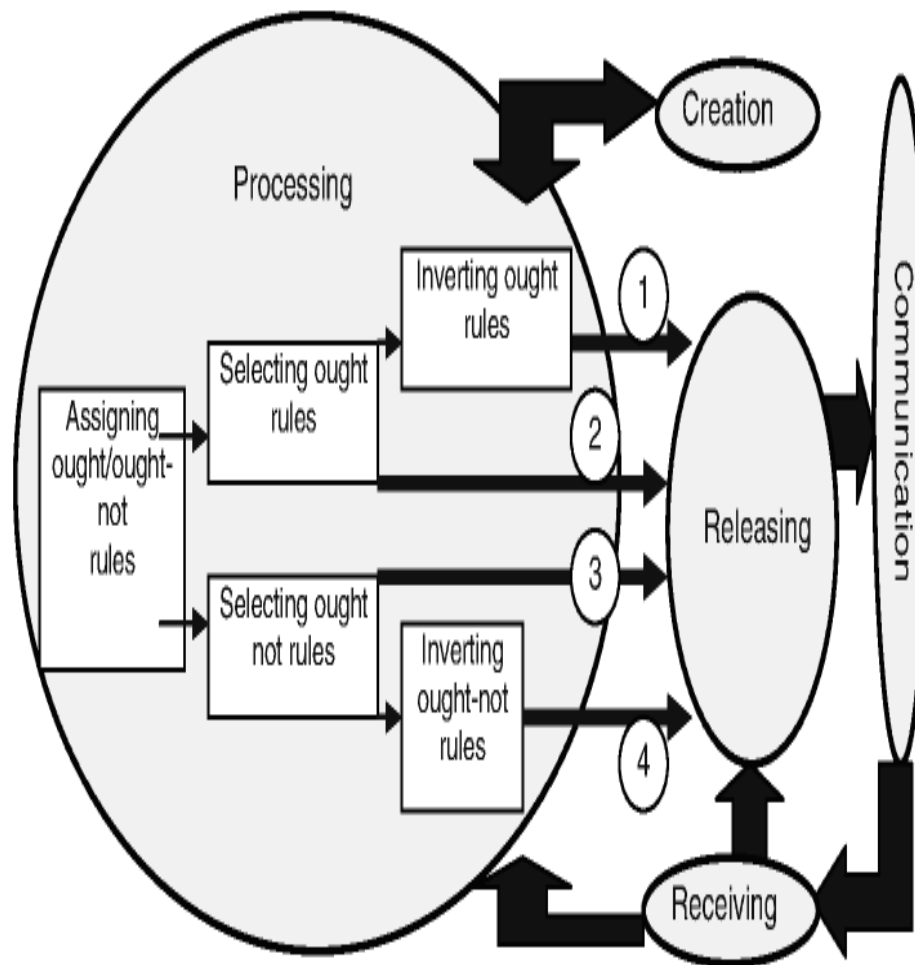 Creation
Processing
Inverting ought
rules
1
Selecting ought
rules
Assigning
ought/ought-
not
rules
2
Releasing
Communication
3
Selecting ought
not rules
Inverting
ought-not
rules
4
Receiving